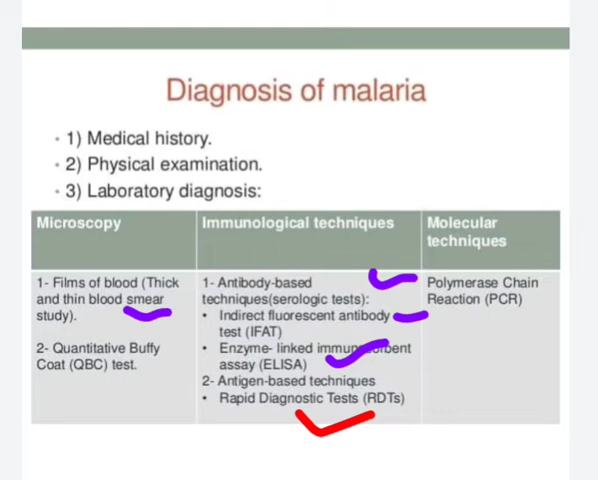 Diagnosis of malaria
• 1) Medical history.
• 2) Physical examination.
• 3) Laboratory diagnosis:
Microscopy
1- Films of blood (Thick
and thin blood smear
study).
2- Quantitative Buffy
Coat (QBC) test.
Immunological techniques
1- Antibody-based
techniques(serologic tests):
• Indirect fluorescent antibody
test (IFAT)
• Enzyme- linked immunosorbent
assay (ELISA)
2- Antigen-based techniques
• Rapid Diagnostic Tests (RDTs)
Molecular
techniques
Polymerase Chain
Reaction (PCR)